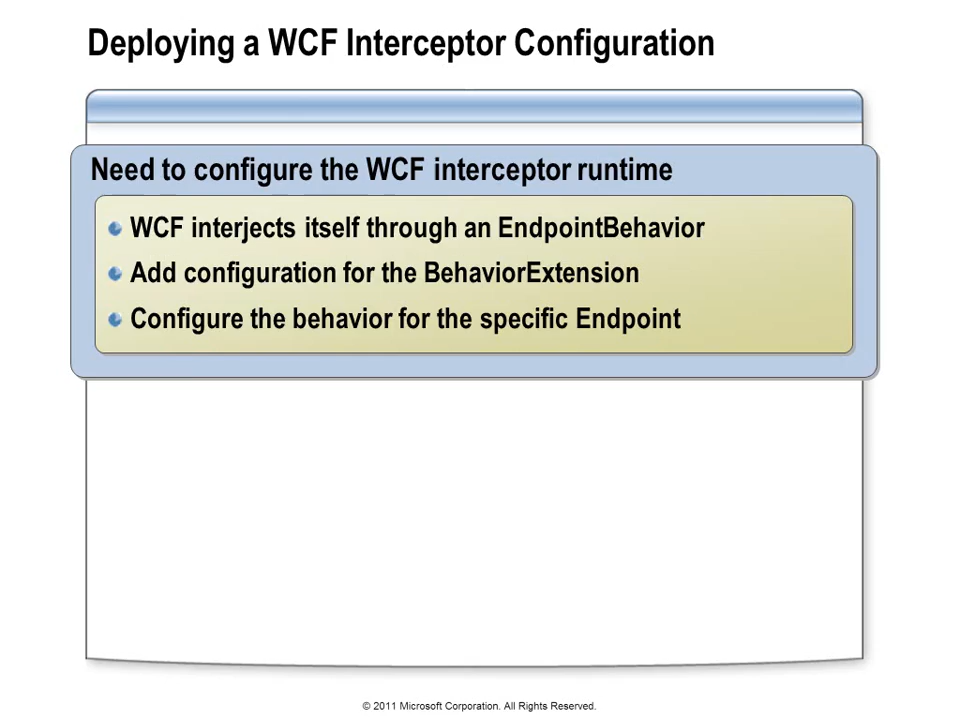 Deploying a WCF Interceptor Configuration
Need to configure the WCF interceptor runtime
WCF interjects itself through an EndpointBehavior
Add configuration for the BehaviorExtension
Configure the behavior for the specific Endpoint
© 2011 Microsoft Corporation. All Rights Reserved.